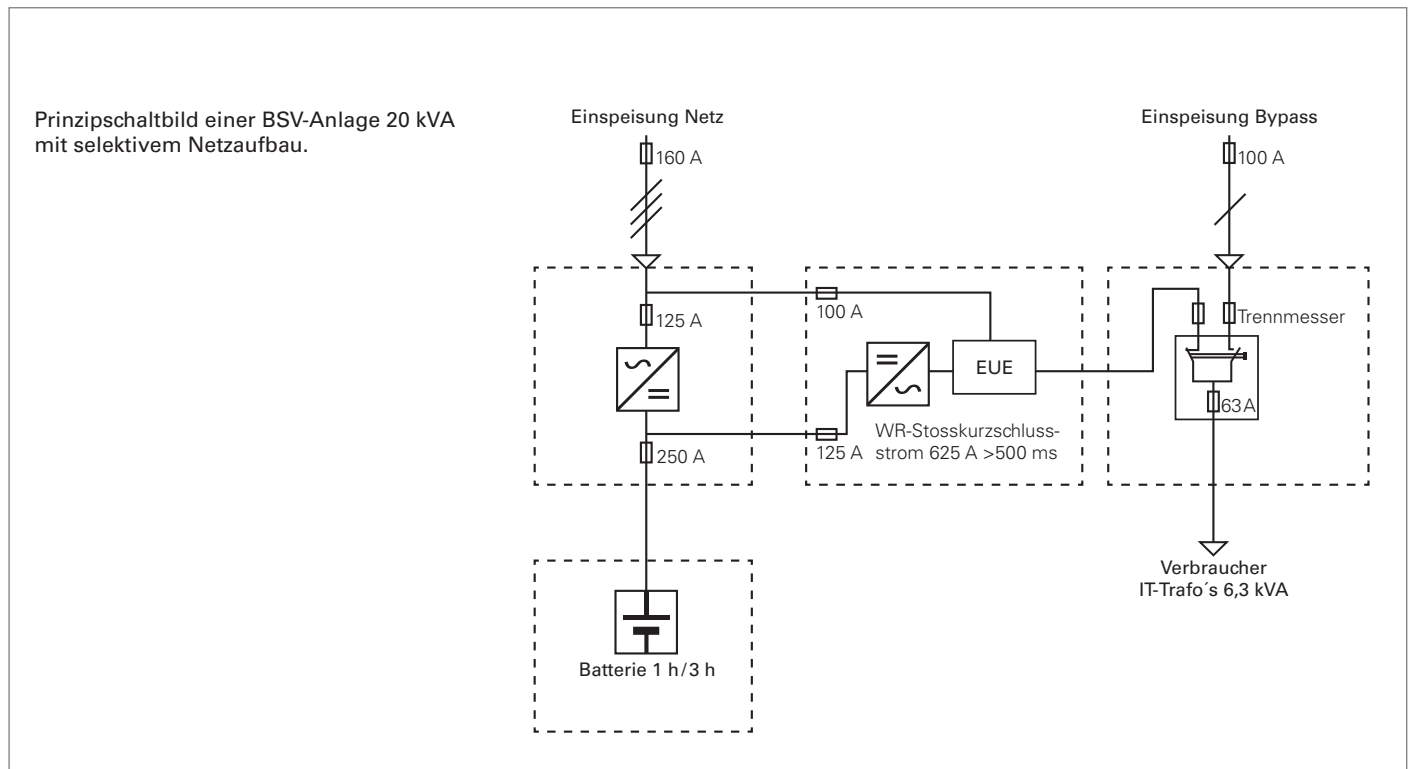 Prinzipschaltbild einer BSV-Anlage 20 kVA
mit selektivem Netzaufbau.
Einspeisung Netz
160 A
Einspeisung Bypass
100 A
125 A
100 A
EUE
Trennmesser
63 A
250 A
125 A
WR-Stosskurzschluss-
strom 625 A >500 ms
Verbraucher
IT-Trafo´s 6,3 kVA
Batterie 1 h/3 h